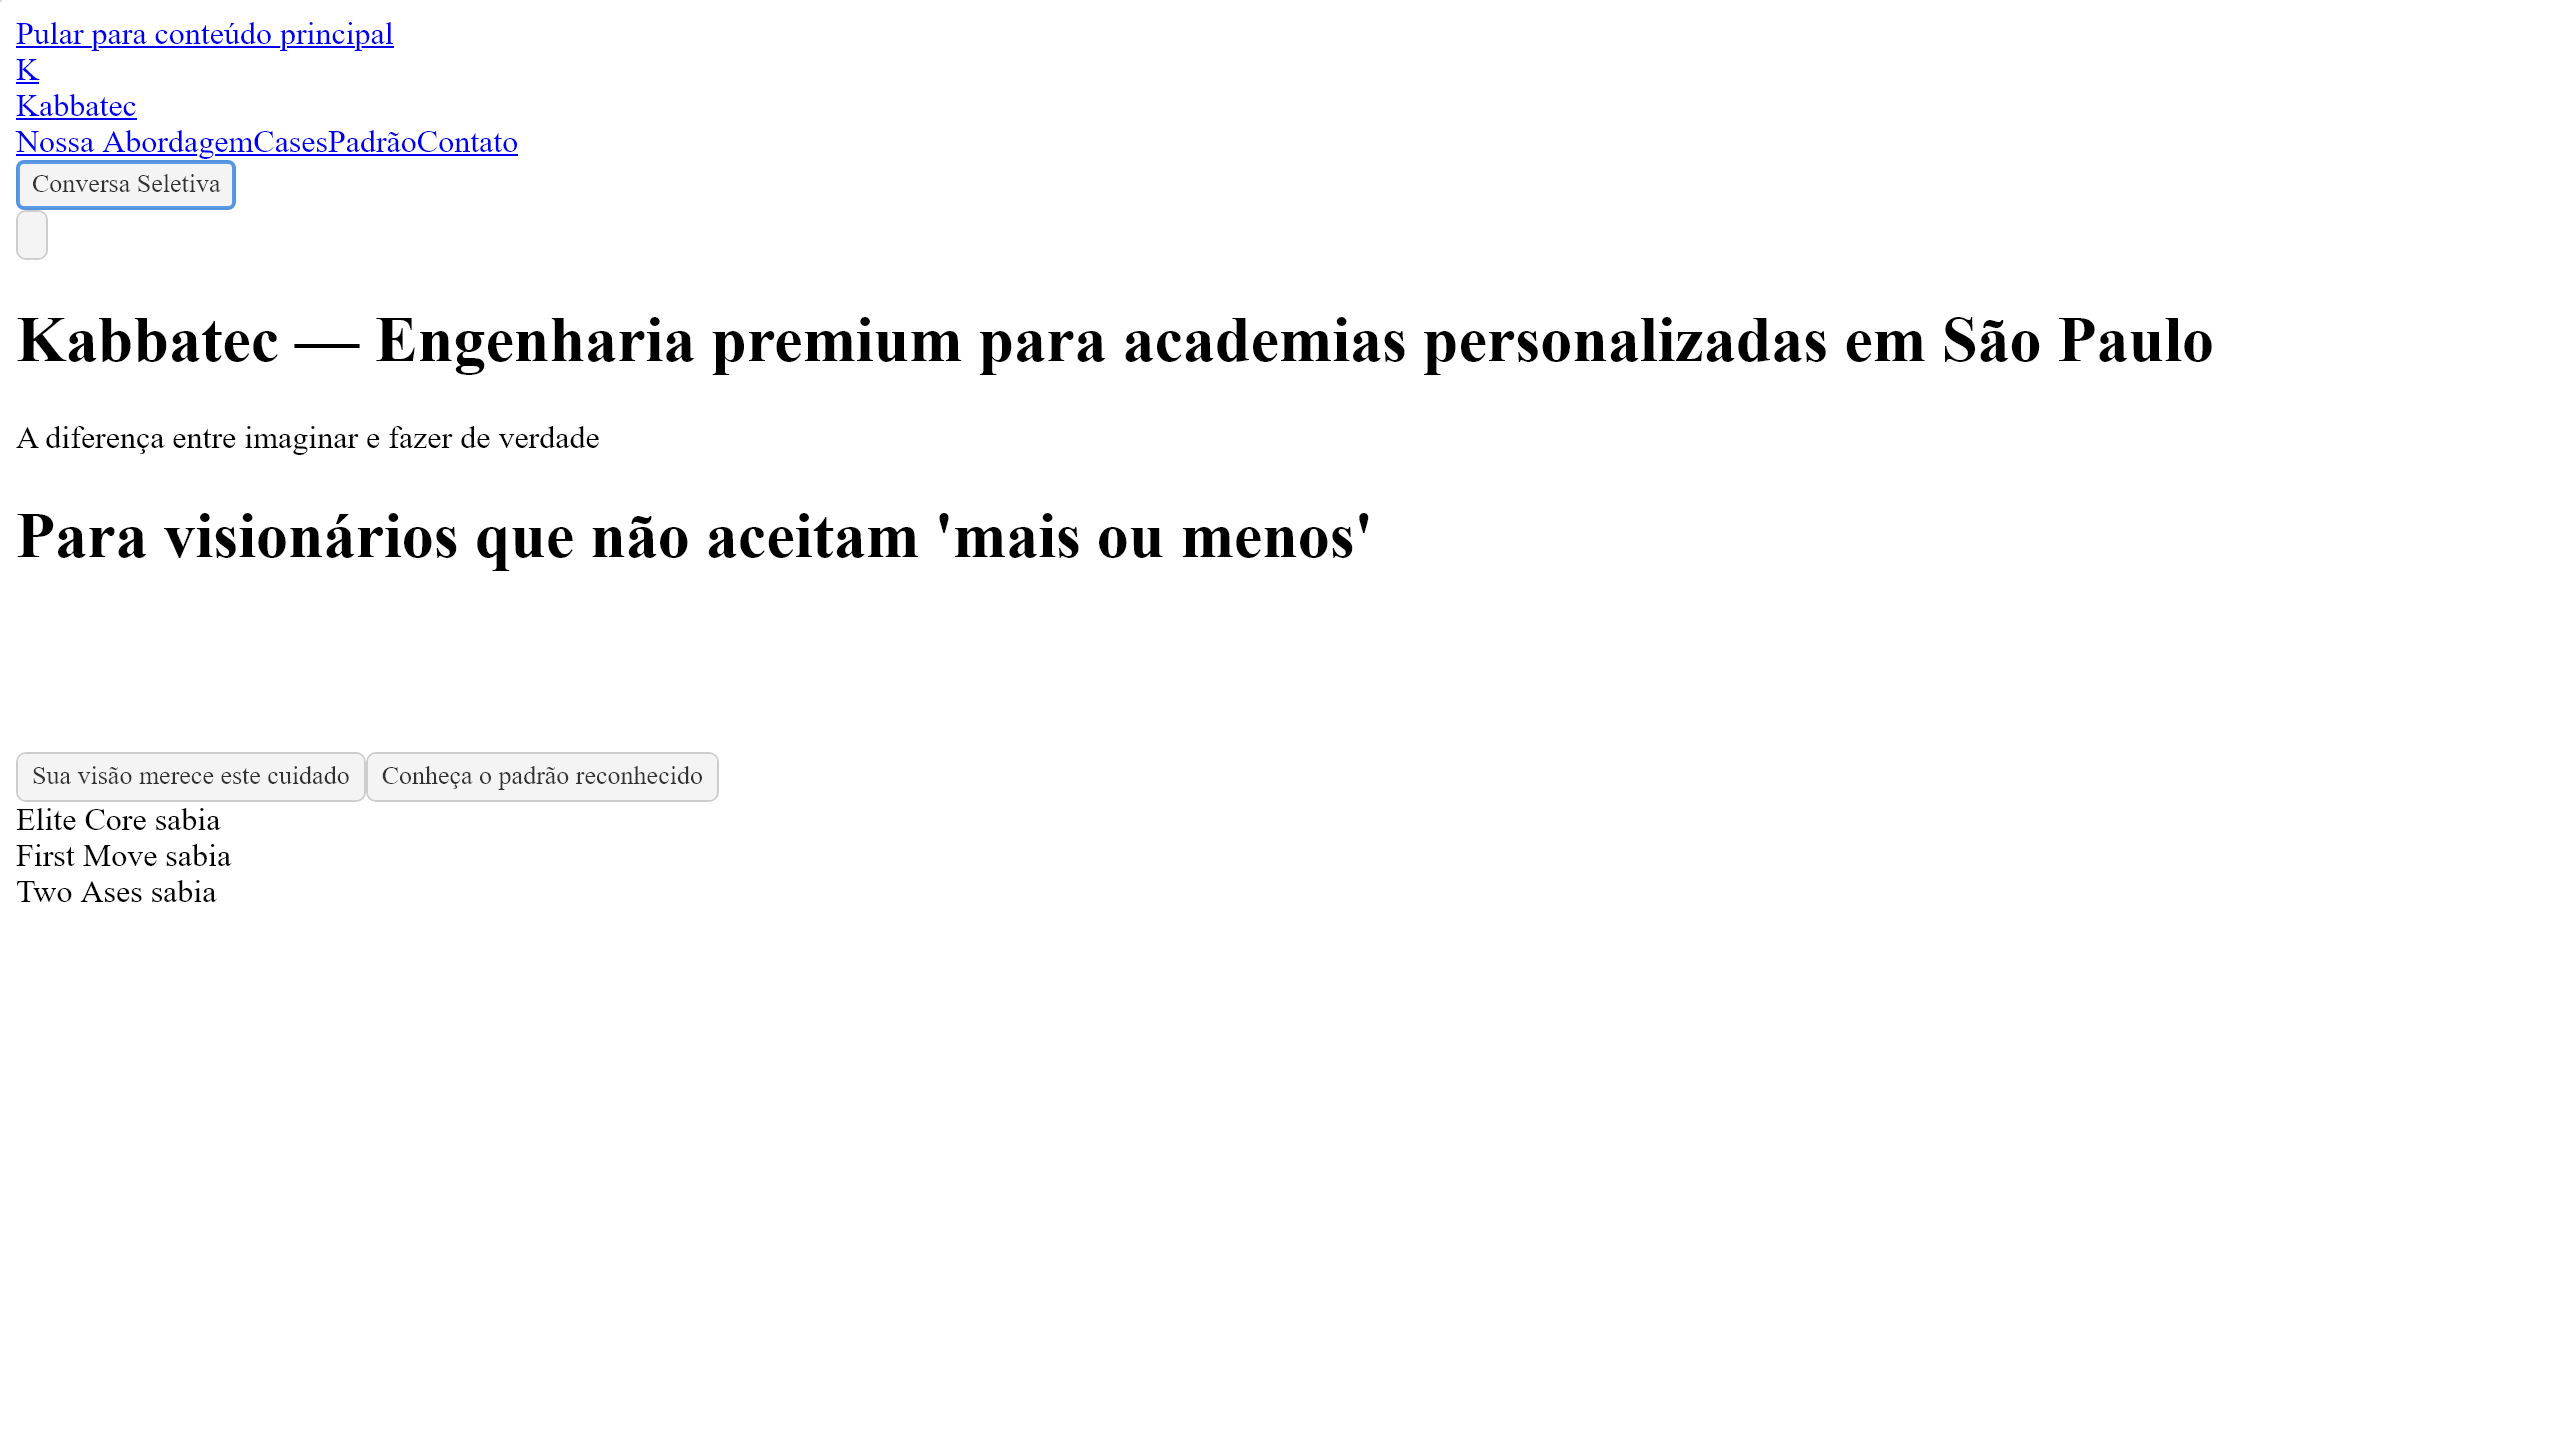 Pular para conteúdo principal
K
Kabbatec
Nossa AbordagemCasesPadrãoContato
Conversa Seletiva
Kabbatec — Engenharia premium para academias personalizadas em São Paulo
A diferença entre imaginar e fazer de verdade
Para visionários que não aceitam 'mais ou menos'
Sua visão merece este cuidado Conheça o padrão reconhecido
Elite Core sabia
First Move sabia
Two Ases sabia